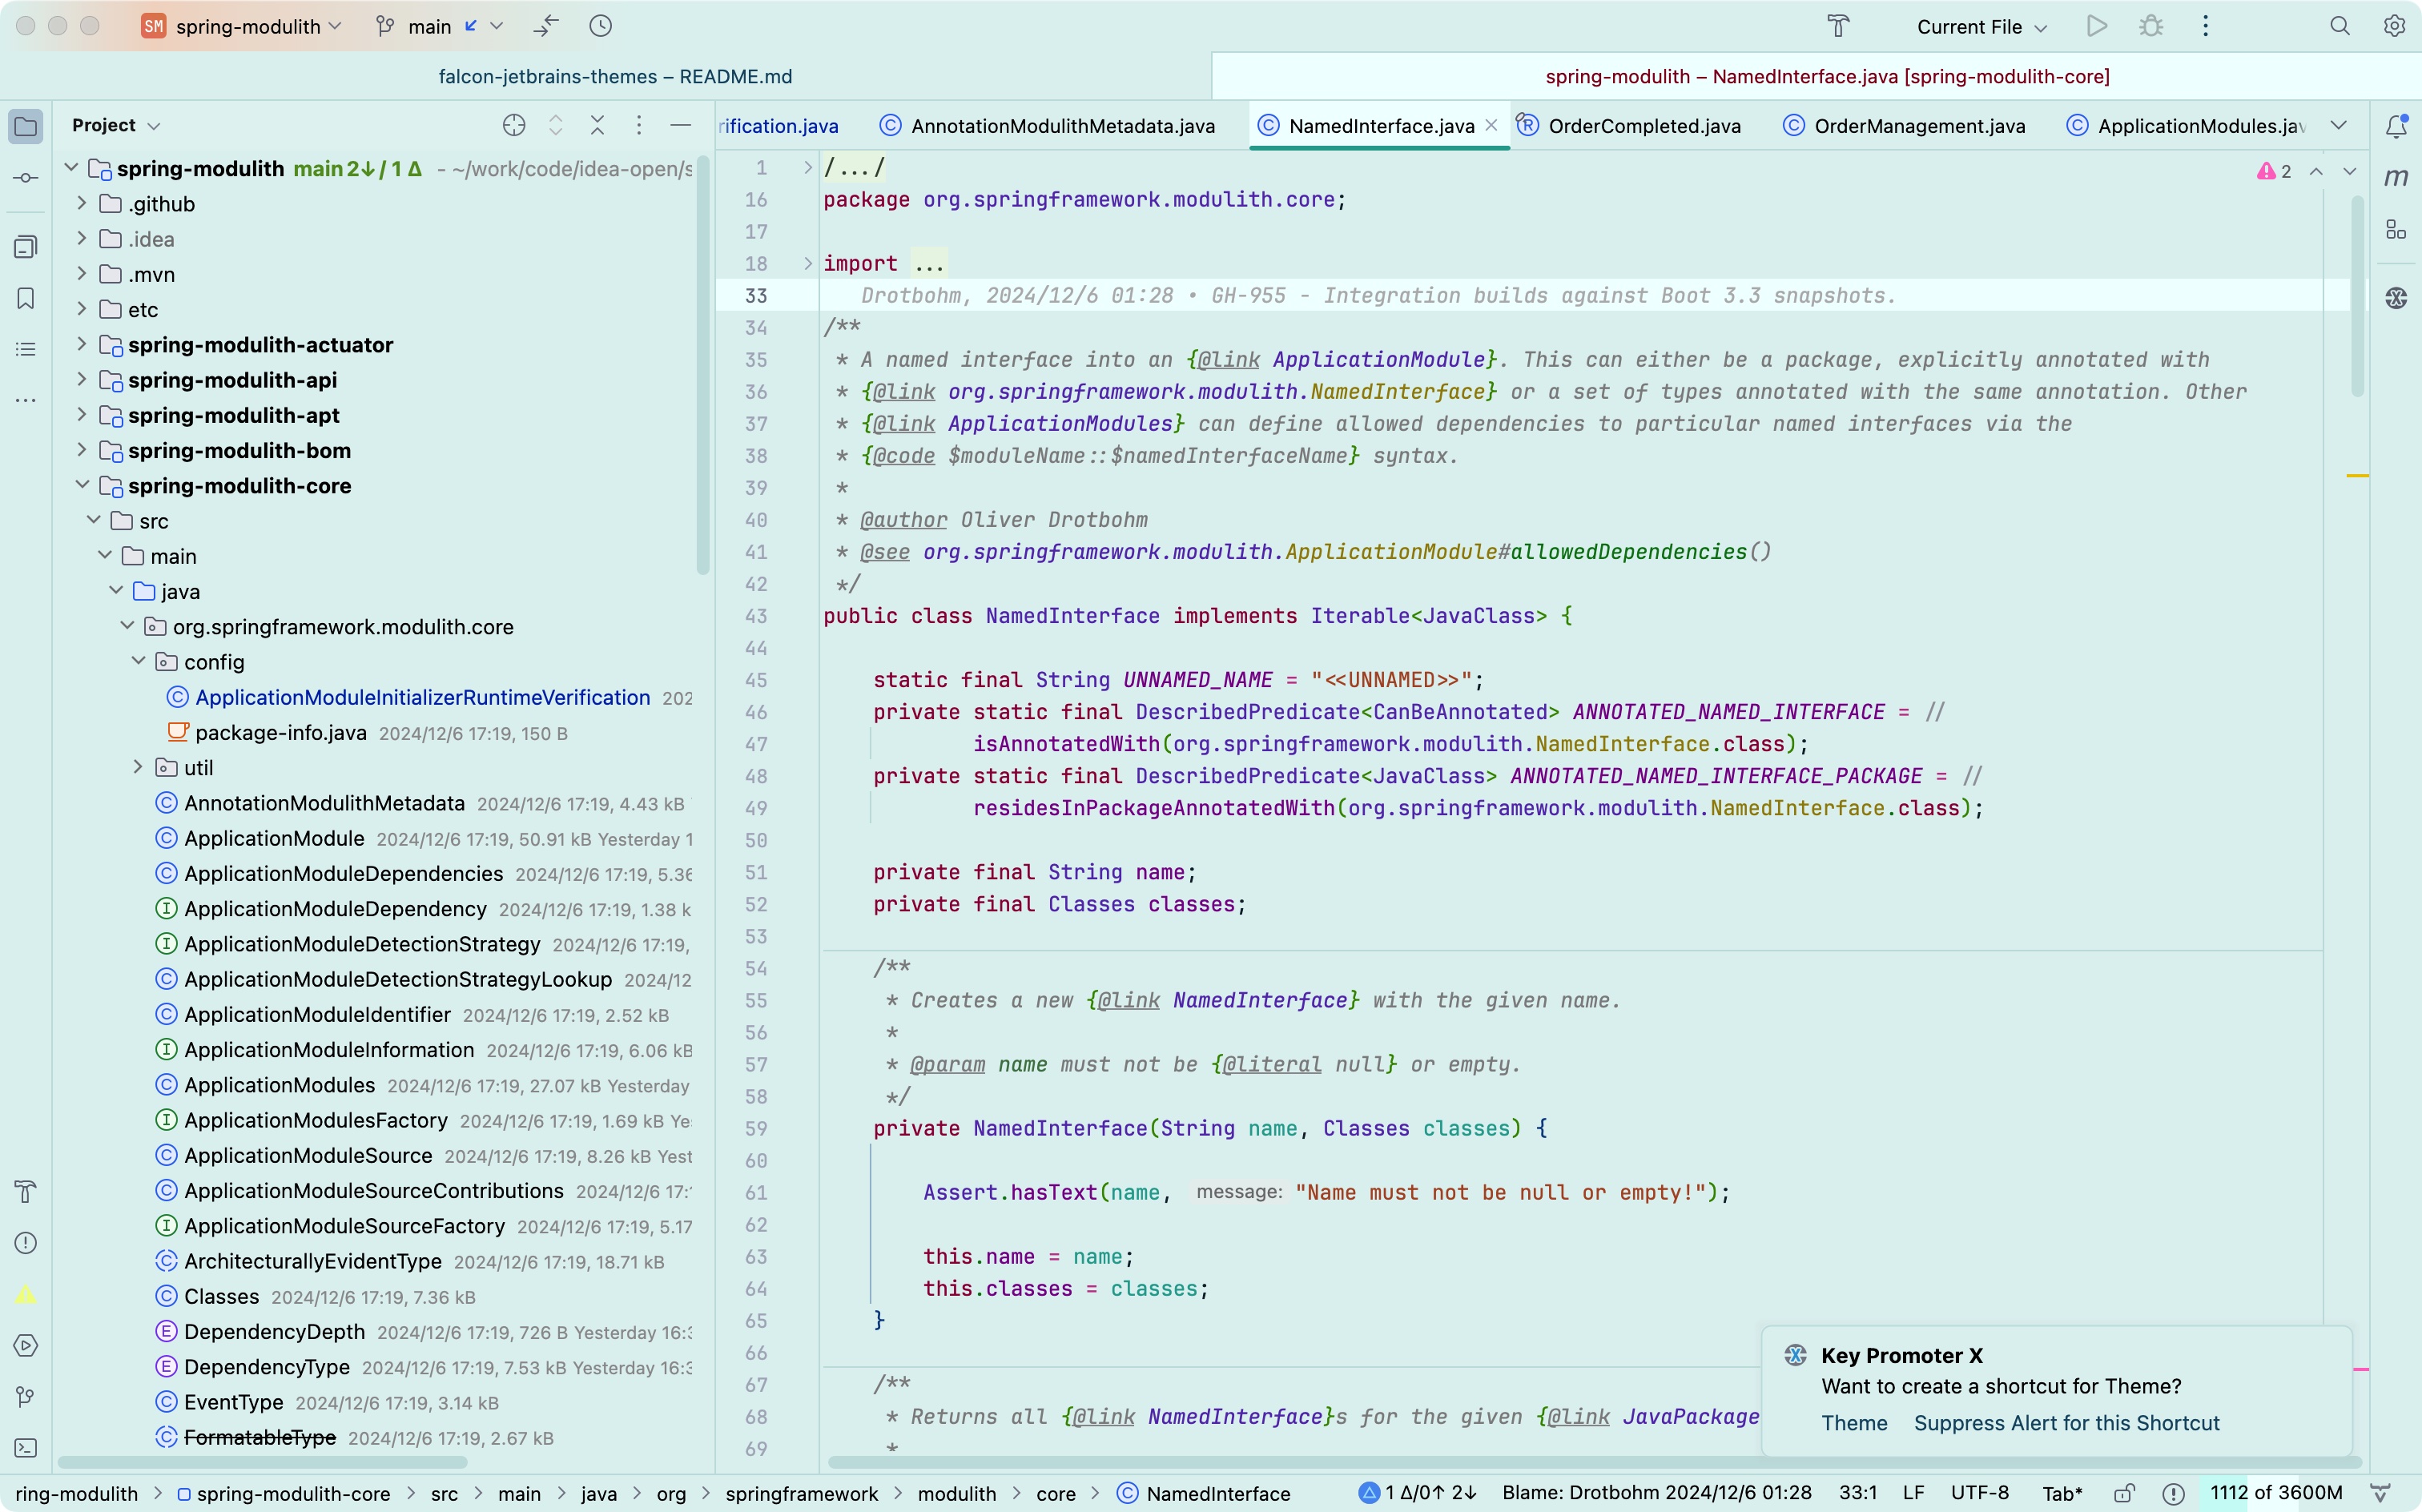 SM spring-modulith main Current File
falcon-jetbrains-themes – README.md
spring-modulith – NamedInterface.java [spring-modulith-core]
Project
rification.java AnnotationModulithMetadata.java NamedInterface.java OrderCompleted.java OrderManagement.java ApplicationModules.jav
spring-modulith main 2↓ / 1 Δ - ~/work/code/idea-open/s
.github
.idea
.mvn
etc
spring-modulith-actuator
spring-modulith-api
spring-modulith-apt
spring-modulith-bom
spring-modulith-core
src
main
java
org.springframework.modulith.core
config
ApplicationModuleInitializerRuntimeVerification 202
package-info.java 2024/12/6 17:19, 150 B
util
AnnotationModulithMetadata 2024/12/6 17:19, 4.43 kB
ApplicationModule 2024/12/6 17:19, 50.91 kB Yesterday 1
ApplicationModuleDependencies 2024/12/6 17:19, 5.36
ApplicationModuleDependency 2024/12/6 17:19, 1.38 k
ApplicationModuleDetectionStrategy 2024/12/6 17:19,
ApplicationModuleDetectionStrategyLookup 2024/12
ApplicationModuleIdentifier 2024/12/6 17:19, 2.52 kB
ApplicationModuleInformation 2024/12/6 17:19, 6.06 kB
ApplicationModules 2024/12/6 17:19, 27.07 kB Yesterday
ApplicationModulesFactory 2024/12/6 17:19, 1.69 kB Ye
ApplicationModuleSource 2024/12/6 17:19, 8.26 kB Yest
ApplicationModuleSourceContributions 2024/12/6 17:
ApplicationModuleSourceFactory 2024/12/6 17:19, 5.17
ArchitecturallyEvidentType 2024/12/6 17:19, 18.71 kB
Classes 2024/12/6 17:19, 7.36 kB
DependencyDepth 2024/12/6 17:19, 726 B Yesterday 16:3
DependencyType 2024/12/6 17:19, 7.53 kB Yesterday 16:3
EventType 2024/12/6 17:19, 3.14 kB
FormatableType 2024/12/6 17:19, 2.67 kB
2
1 /.../
16 package org.springframework.modulith.core;
17
18 import ...
33 Drotbohm, 2024/12/6 01:28 • GH-955 - Integration builds against Boot 3.3 snapshots.
34 /**
35 * A named interface into an {@link ApplicationModule}. This can either be a package, explicitly annotated with
36 * {@link org.springframework.modulith.NamedInterface} or a set of types annotated with the same annotation. Other
37 * {@link ApplicationModules} can define allowed dependencies to particular named interfaces via the
38 * {@code $moduleName::$namedInterfaceName} syntax.
39 *
40 * @author Oliver Drotbohm
41 * @see org.springframework.modulith.ApplicationModule#allowedDependencies()
42 */
43 public class NamedInterface implements Iterable<JavaClass> {
44
45 static final String UNNAMED_NAME = "<<UNNAMED>>";
46 private static final DescribedPredicate<CanBeAnnotated> ANNOTATED_NAMED_INTERFACE = //
47 isAnnotatedWith(org.springframework.modulith.NamedInterface.class);
48 private static final DescribedPredicate<JavaClass> ANNOTATED_NAMED_INTERFACE_PACKAGE = //
49 residesInPackageAnnotatedWith(org.springframework.modulith.NamedInterface.class);
50
51 private final String name;
52 private final Classes classes;
53
54 /**
55 * Creates a new {@link NamedInterface} with the given name.
56 *
57 * @param name must not be {@literal null} or empty.
58 */
59 private NamedInterface(String name, Classes classes) {
60
61 Assert.hasText(name, message: "Name must not be null or empty!");
62
63 this.name = name;
64 this.classes = classes;
65 }
66
67 /**
68 * Returns all {@link NamedInterface}s for the given {@link JavaPackage
69 *
Key Promoter X
Want to create a shortcut for Theme?
Theme Suppress Alert for this Shortcut
ring-modulith > spring-modulith-core > src > main > java > org > springframework > modulith > core > NamedInterface 1 Δ/0↑ 2↓ Blame: Drotbohm 2024/12/6 01:28 33:1 LF UTF-8 Tab* 1112 of 3600M